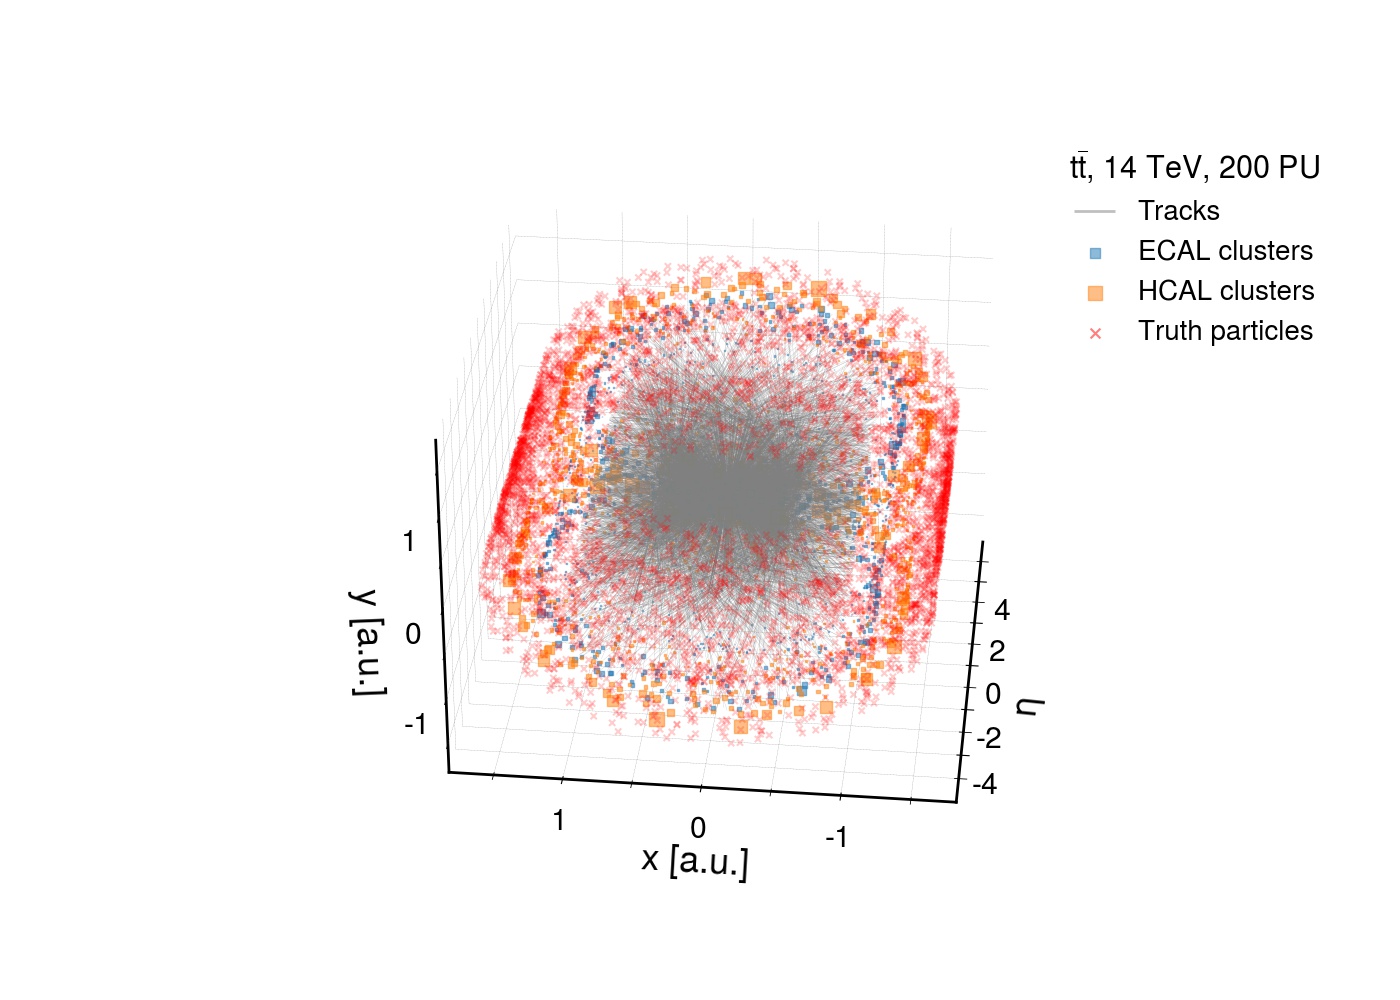 tt̄, 14 TeV, 200 PU
Tracks
ECAL clusters
HCAL clusters
Truth particles
y [a.u.]
1
0
-1
x [a.u.]
1
0
-1
η
4
2
0
-2
-4